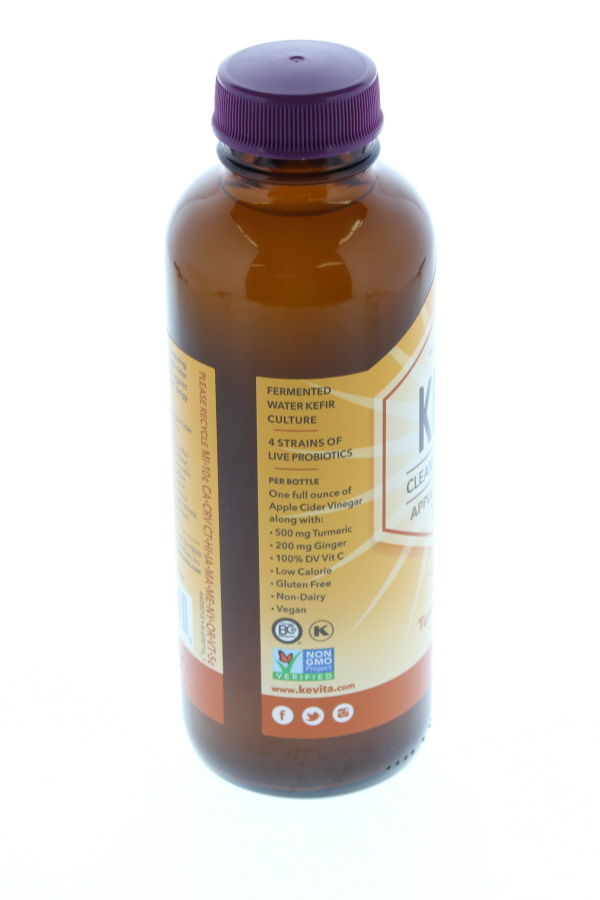 FERMENTED
WATER KEFIR
CULTURE
4 STRAINS OF
LIVE PROBIOTICS
PER BOTTLE
One full ounce of
Apple Cider Vinegar
along with:
• 500 mg Turmeric
• 200 mg Ginger
• 100% DV Vit C
• Low Calorie
• Gluten Free
• Non-Dairy
• Vegan
BG
K
NON
GMO
Project
VERIFIED
www.kevita.com
PLEASE RECYCLE MI-10¢ CA-CRV CT-HI-IA-MA-ME-NY-OR-VT-5¢
K
CLEAN
APPL
Tur